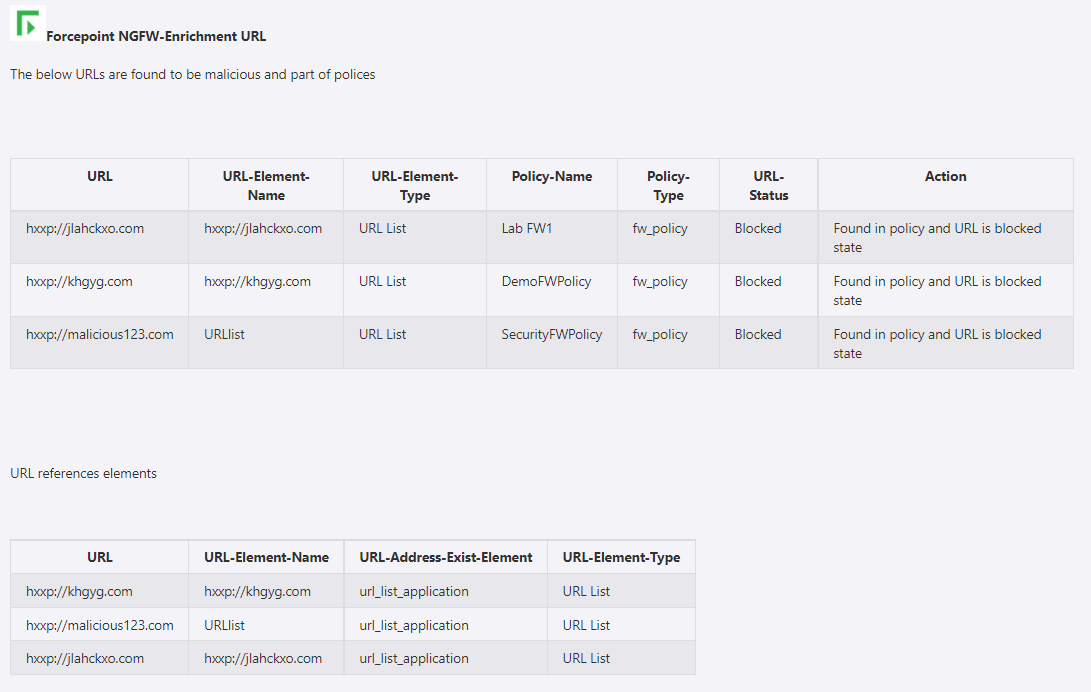 Forcepoint NGFW-Enrichment URL
The below URLs are found to be malicious and part of polices
URL URL-Element-Name URL-Element-Type Policy-Name Policy-Type URL-Status Action
hxxp://jlahckxo.com hxxp://jlahckxo.com URL List Lab FW1 fw_policy Blocked Found in policy and URL is blocked state
hxxp://khgyg.com hxxp://khgyg.com URL List DemoFWPolicy fw_policy Blocked Found in policy and URL is blocked state
hxxp://malicious123.com URLlist URL List SecurityFWPolicy fw_policy Blocked Found in policy and URL is blocked state
URL references elements
URL URL-Element-Name URL-Address-Exist-Element URL-Element-Type
hxxp://khgyg.com hxxp://khgyg.com url_list_application URL List
hxxp://malicious123.com URLlist url_list_application URL List
hxxp://jlahckxo.com hxxp://jlahckxo.com url_list_application URL List